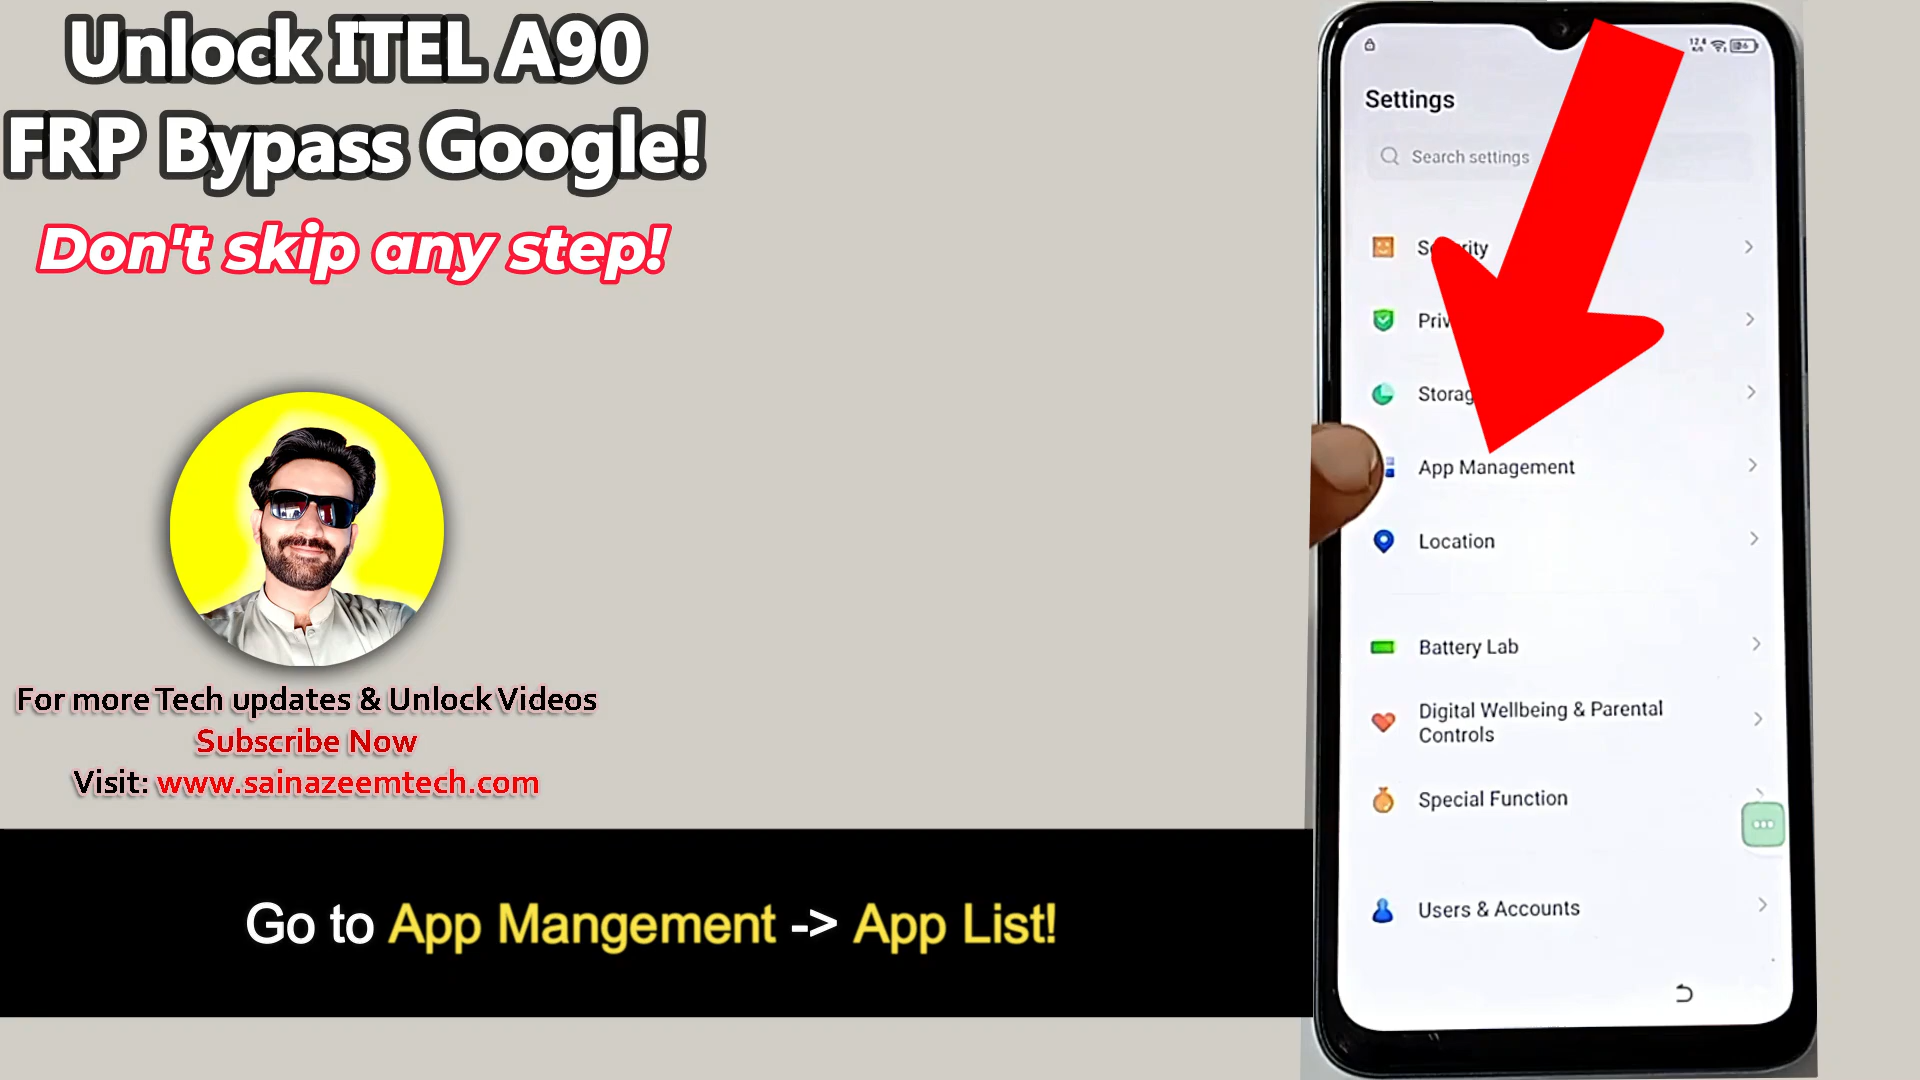 Unlock ITEL A90
FRP Bypass Google!
Don't skip any step!
For more Tech updates & Unlock Videos
Subscribe Now
Visit: www.sainazeemtech.com
Go to App Mangement -> App List!
Settings
Search settings
Location
App Management
Battery Lab
Digital Wellbeing & Parental
Controls
Special Function
Users & Accounts